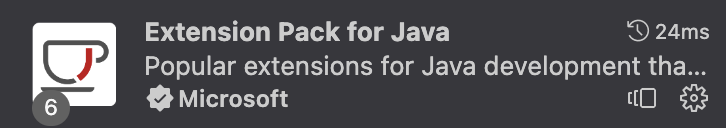 Extension Pack for Java
24ms
Popular extensions for Java development tha...
6
Microsoft